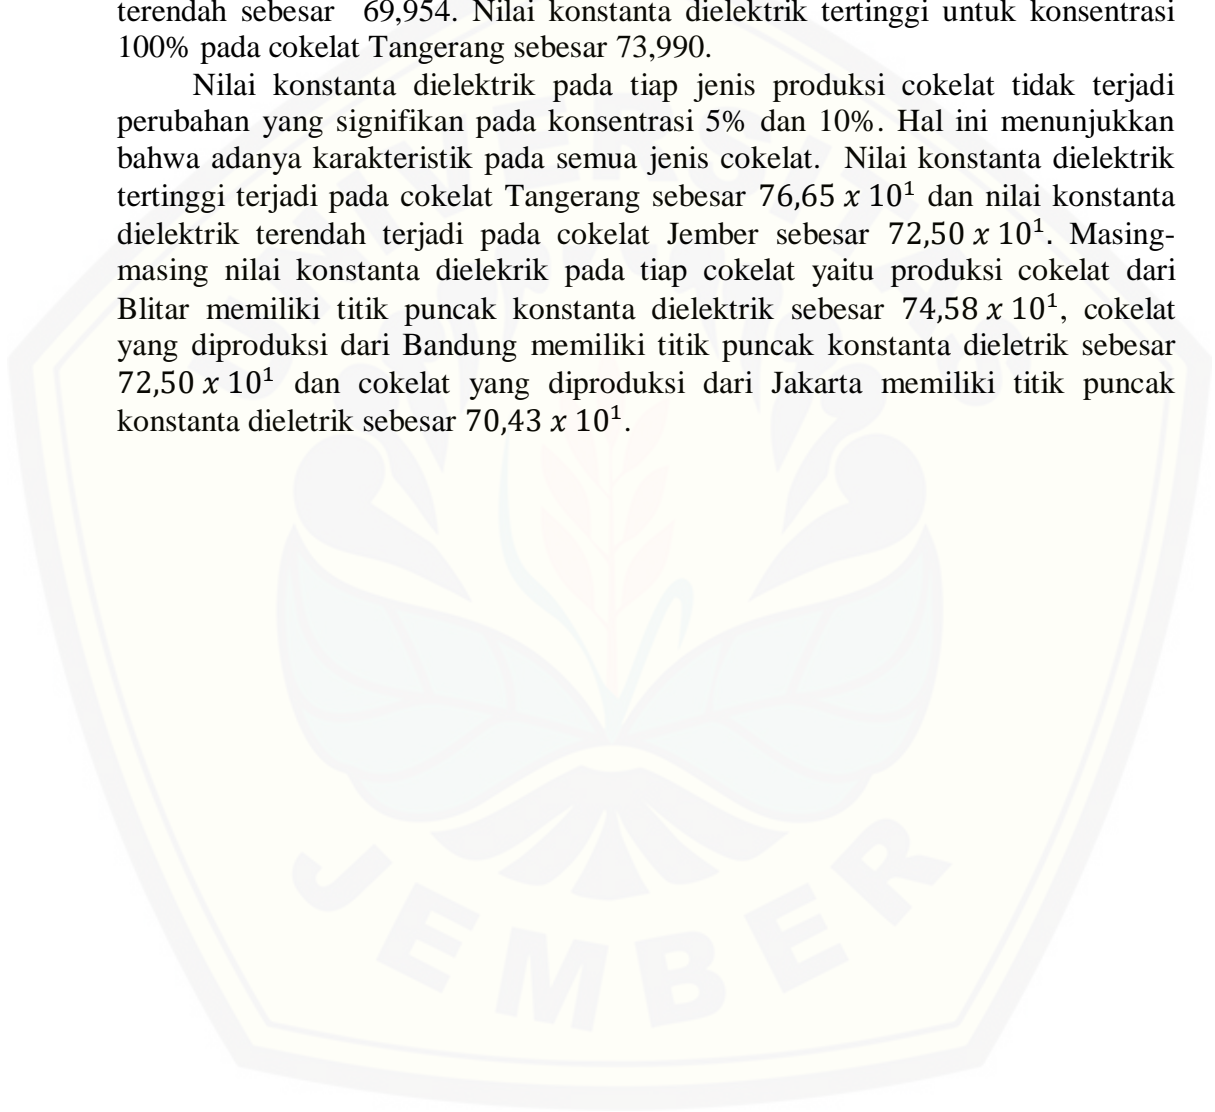 terendah sebesar 69,954. Nilai konstanta dielektrik tertinggi untuk konsentrasi
100% pada cokelat Tangerang sebesar 73,990.
Nilai konstanta dielektrik pada tiap jenis produksi cokelat tidak terjadi
perubahan yang signifikan pada konsentrasi 5% dan 10%. Hal ini menunjukkan
bahwa adanya karakteristik pada semua jenis cokelat. Nilai konstanta dielektrik
tertinggi terjadi pada cokelat Tangerang sebesar 76,65 x 10¹ dan nilai konstanta
dielektrik terendah terjadi pada cokelat Jember sebesar 72,50 x 10¹. Masing-
masing nilai konstanta dielekrik pada tiap cokelat yaitu produksi cokelat dari
Blitar memiliki titik puncak konstanta dielektrik sebesar 74,58 x 10¹, cokelat
yang diproduksi dari Bandung memiliki titik puncak konstanta dieletrik sebesar
72,50 x 10¹ dan cokelat yang diproduksi dari Jakarta memiliki titik puncak
konstanta dieletrik sebesar 70,43 x 10¹.
UNIVERSITAS
JEMBER